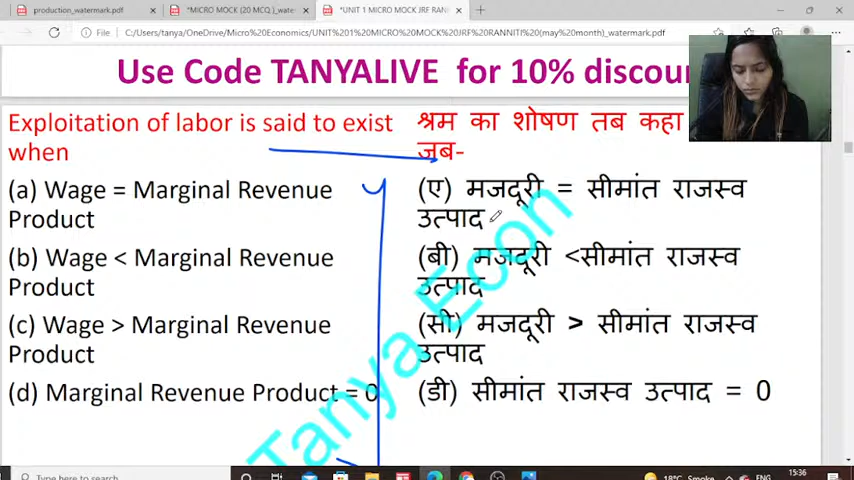 production_watermark.pdf
"MICRO MOCK (20 MCQ )_wate
"UNIT 1 MICRO MOCK JRF RAN
File
C:/Users/tanya/OneDrive/Micro%20Economics/UNIT%201%20MICRO%20MOCK%20JRF%20RANNITI%20(may%20month)_watermark.pdf
Use Code TANYALIVE for 10% discou
Exploitation of labor is said to exist
when
(a) Wage = Marginal Revenue
Product
(b) Wage < Marginal Revenue
Product
(c) Wage > Marginal Revenue
Product
(d) Marginal Revenue Product = 0
श्रम का शोषण तब कहा
जब-
(ए) मजदूरी = सीमांत राजस्व
उत्पाद
(बी) मजदूरी <सीमांत राजस्व
उत्पाद
(सी) मजदूरी > सीमांत राजस्व
उत्पाद
(डी) सीमांत राजस्व उत्पाद = 0
Tanya Econ
Type here to search
18°C Smoke
ENG
15:36